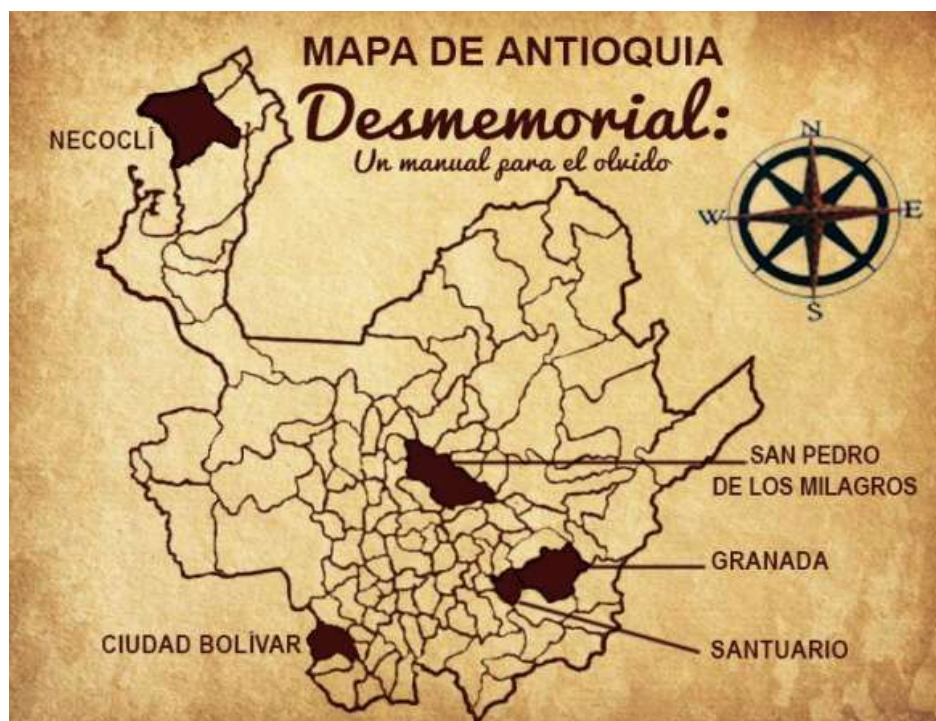 MAPA DE ANTIOQUIA
Desmemorial:
Un manual para el olvido
NECOCLÍ
N
W
E
S
SAN PEDRO
DE LOS MILAGROS
GRANADA
CIUDAD BOLÍVAR
SANTUARIO